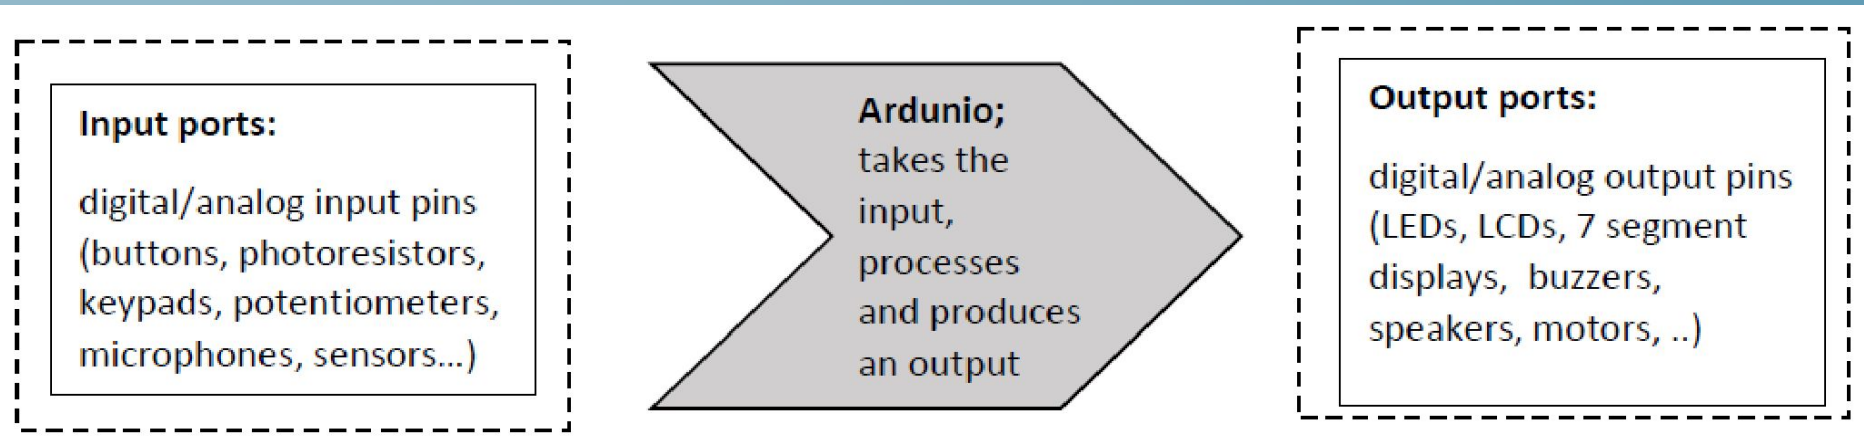 Input ports:
digital/analog input pins
(buttons, photoresistors,
keypads, potentiometers,
microphones, sensors...)
Ardunio;
takes the
input,
processes
and produces
an output
Output ports:
digital/analog output pins
(LEDs, LCDs, 7 segment
displays,  buzzers,
speakers, motors, ..)